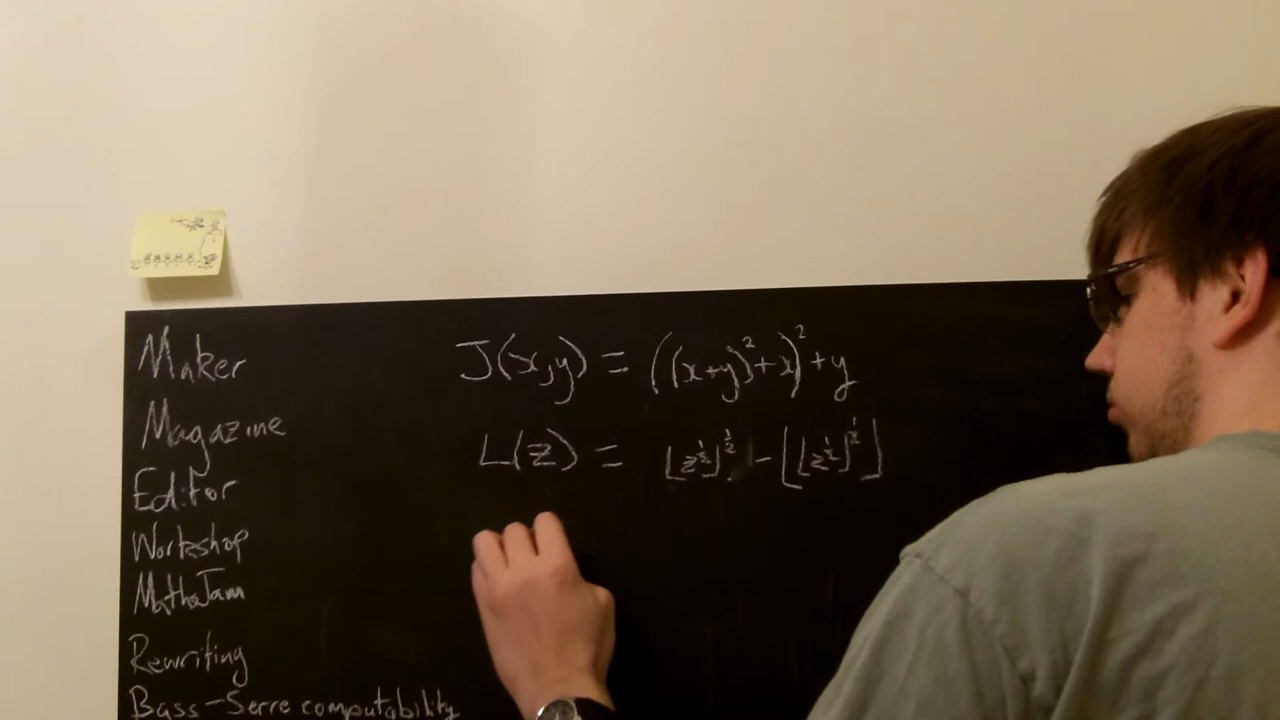 Maker
Magazine
Editor
Workshop
MathsJam
Rewriting
Bass-Serre computability
J(x,y) = ((x+y)²+x)²+y
L(z) = ⌊z^½⌋^½ - ⌊⌊z^½⌋^½⌋